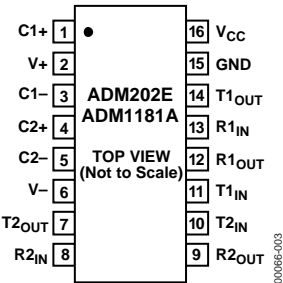 C1+ 1
V+ 2
C1– 3
C2+ 4
C2– 5
V– 6
T2OUT 7
R2IN 8
ADM202E
ADM1181A
TOP VIEW
(Not to Scale)
16 VCC
15 GND
14 T1OUT
13 R1IN
12 R1OUT
11 T1IN
10 T2IN
9 R2OUT
00066-003